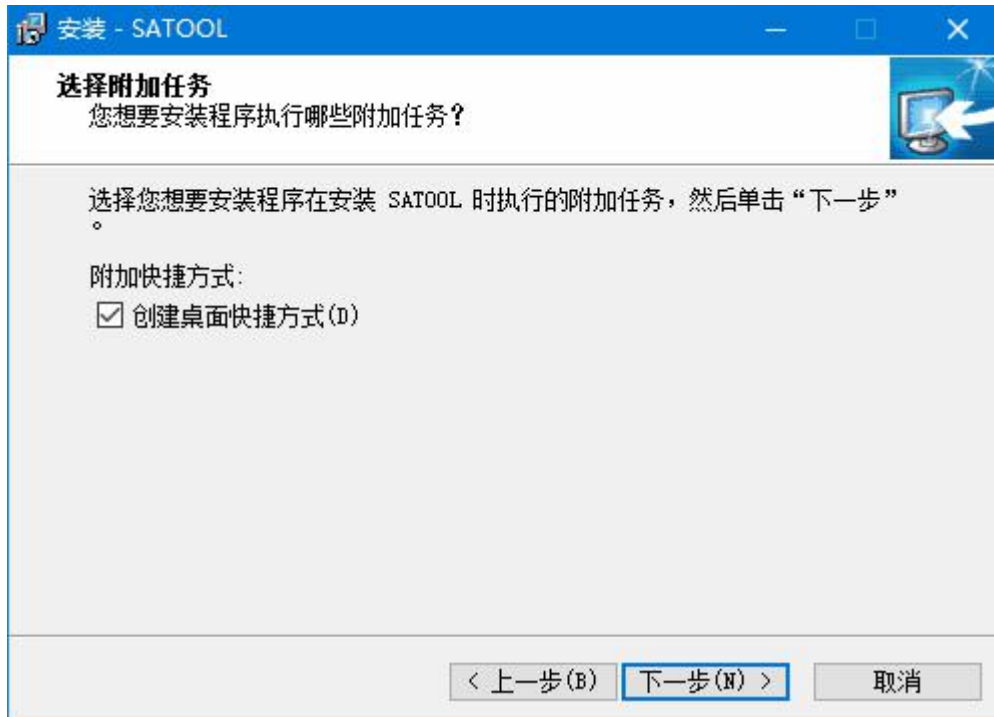 安装 - SATOOL
选择附加任务
您想要安装程序执行哪些附加任务？
选择您想要安装程序在安装 SATOOL 时执行的附加任务，然后单击“下一步”
。
附加快捷方式:
创建桌面快捷方式(D)
< 上一步(B)
下一步(N) >
取消